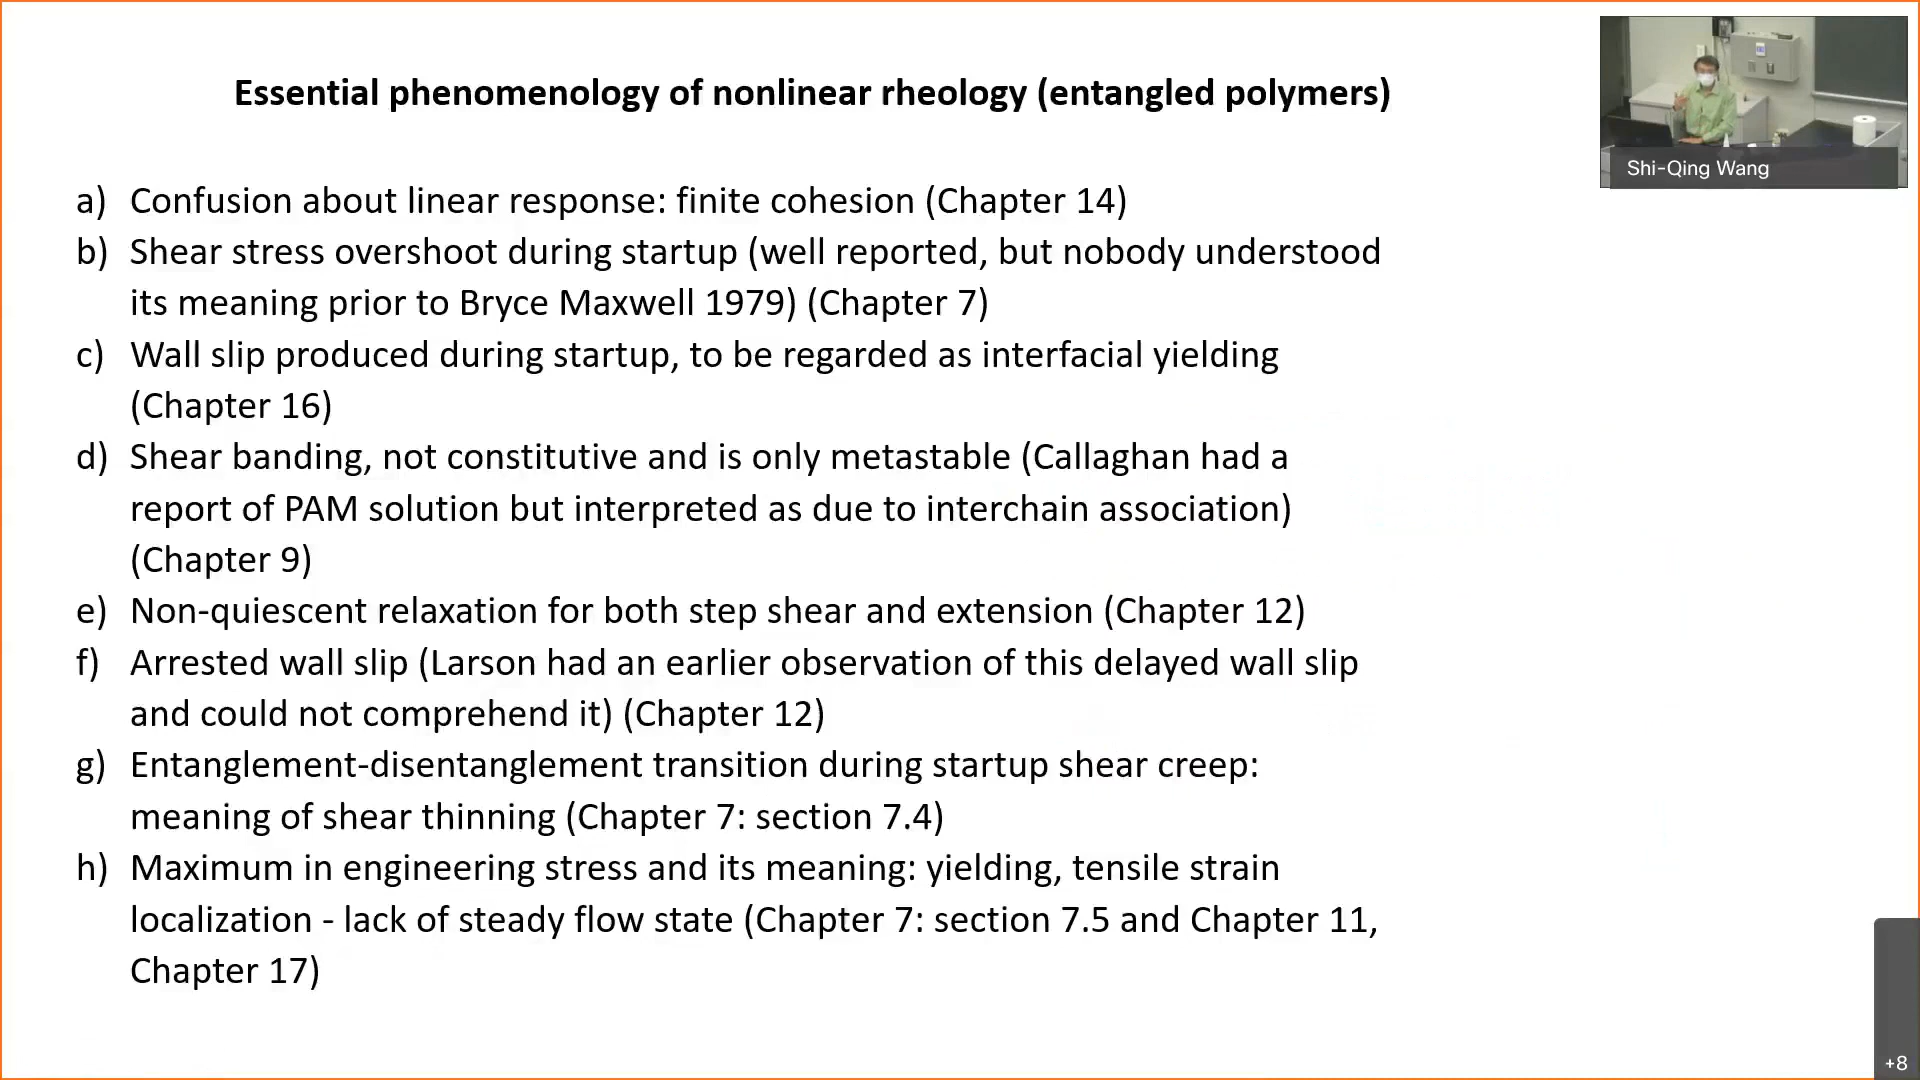 Essential phenomenology of nonlinear rheology (entangled polymers)
Shi-Qing Wang
a) Confusion about linear response: finite cohesion (Chapter 14)
b) Shear stress overshoot during startup (well reported, but nobody understood
its meaning prior to Bryce Maxwell 1979) (Chapter 7)
c) Wall slip produced during startup, to be regarded as interfacial yielding
(Chapter 16)
d) Shear banding, not constitutive and is only metastable (Callaghan had a
report of PAM solution but interpreted as due to interchain association)
(Chapter 9)
e) Non-quiescent relaxation for both step shear and extension (Chapter 12)
f) Arrested wall slip (Larson had an earlier observation of this delayed wall slip
and could not comprehend it) (Chapter 12)
g) Entanglement-disentanglement transition during startup shear creep:
meaning of shear thinning (Chapter 7: section 7.4)
h) Maximum in engineering stress and its meaning: yielding, tensile strain
localization - lack of steady flow state (Chapter 7: section 7.5 and Chapter 11,
Chapter 17)
+8